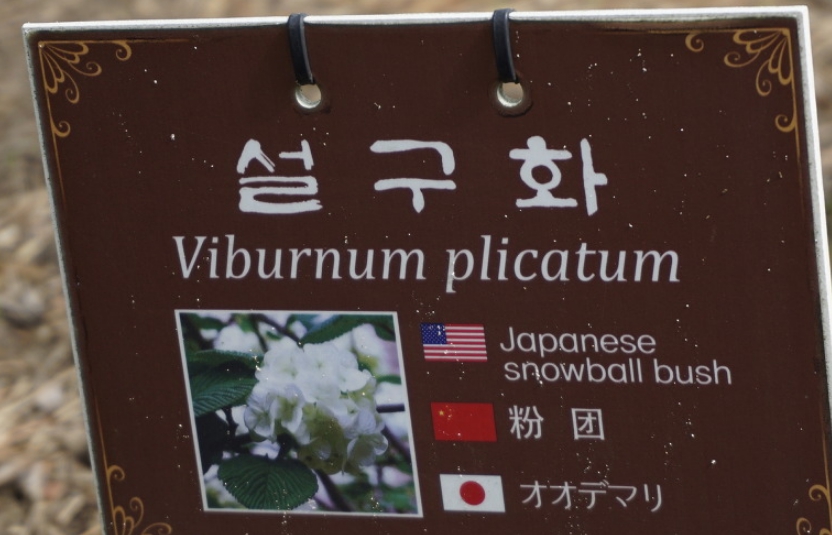 설구화
Viburnum plicatum
Japanese
snowball bush
粉团
オオデマリ